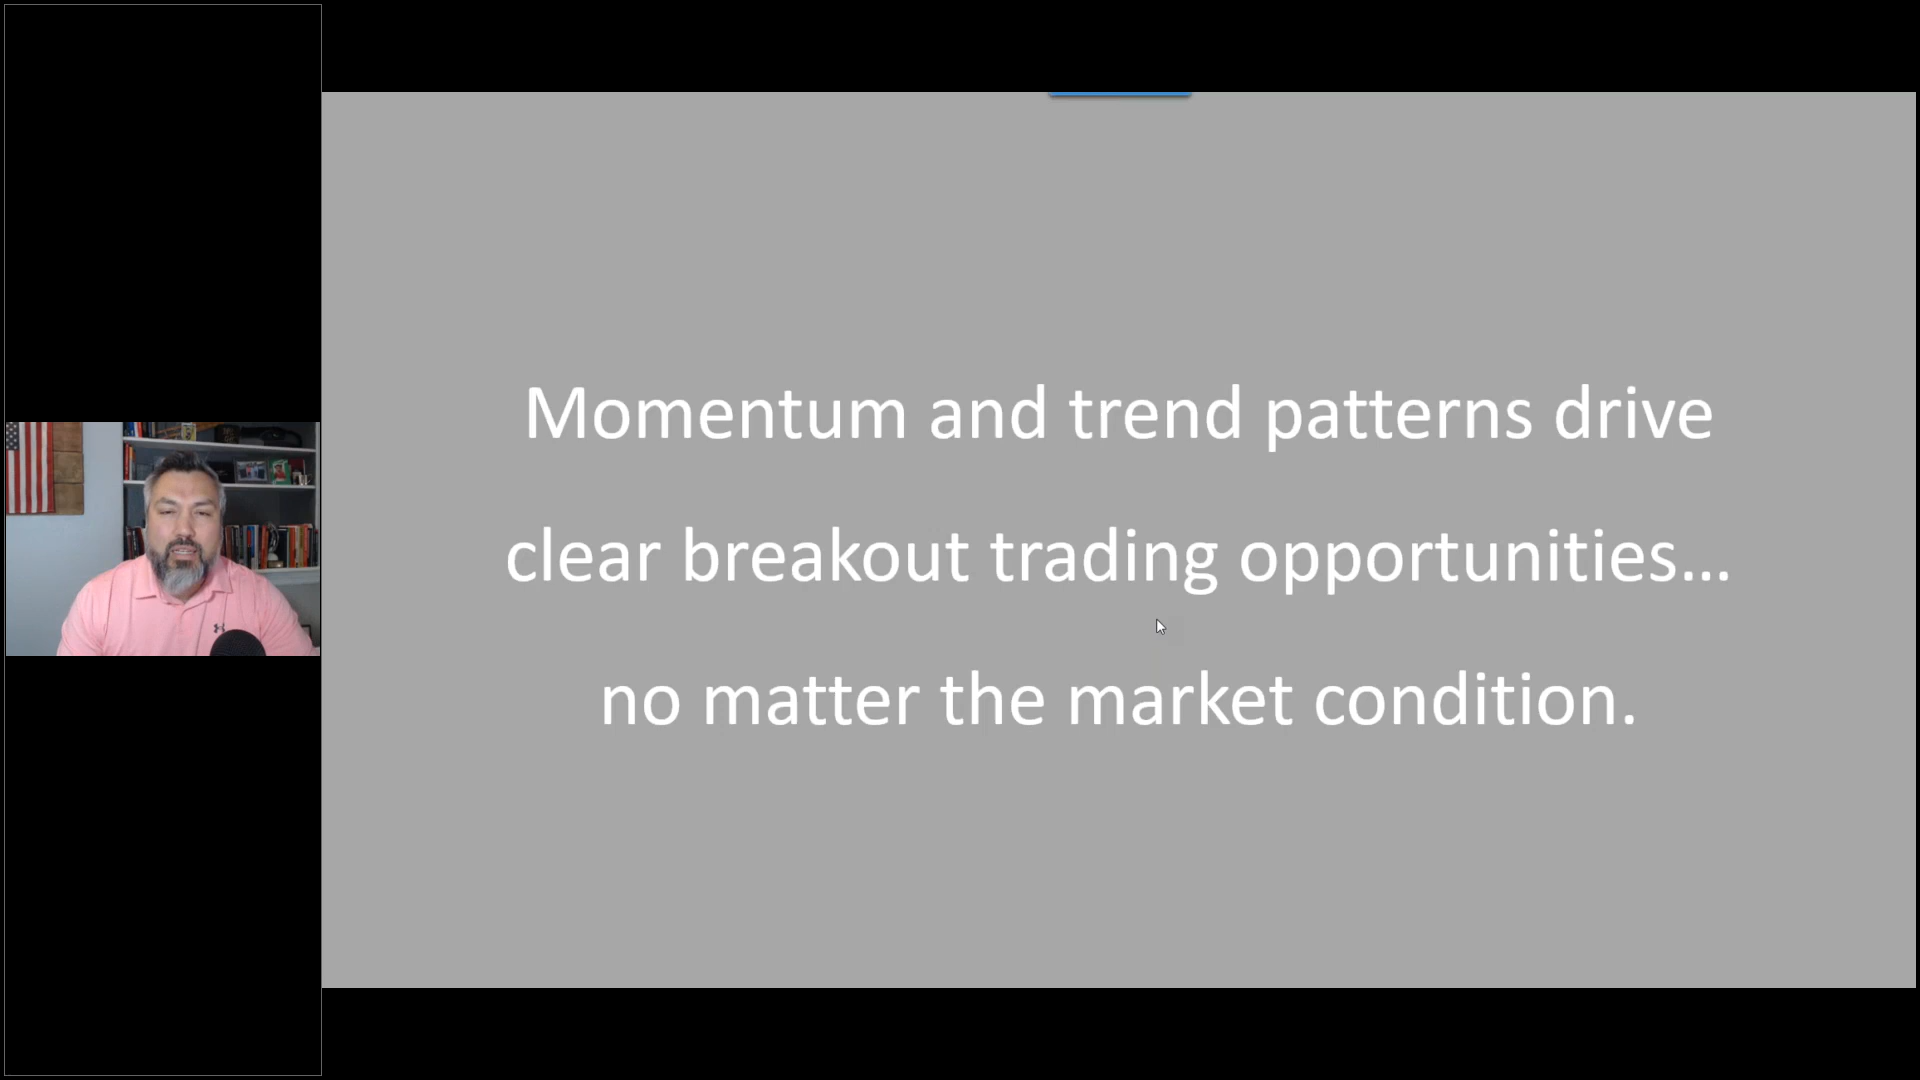 Momentum and trend patterns drive
clear breakout trading opportunities...
no matter the market condition.